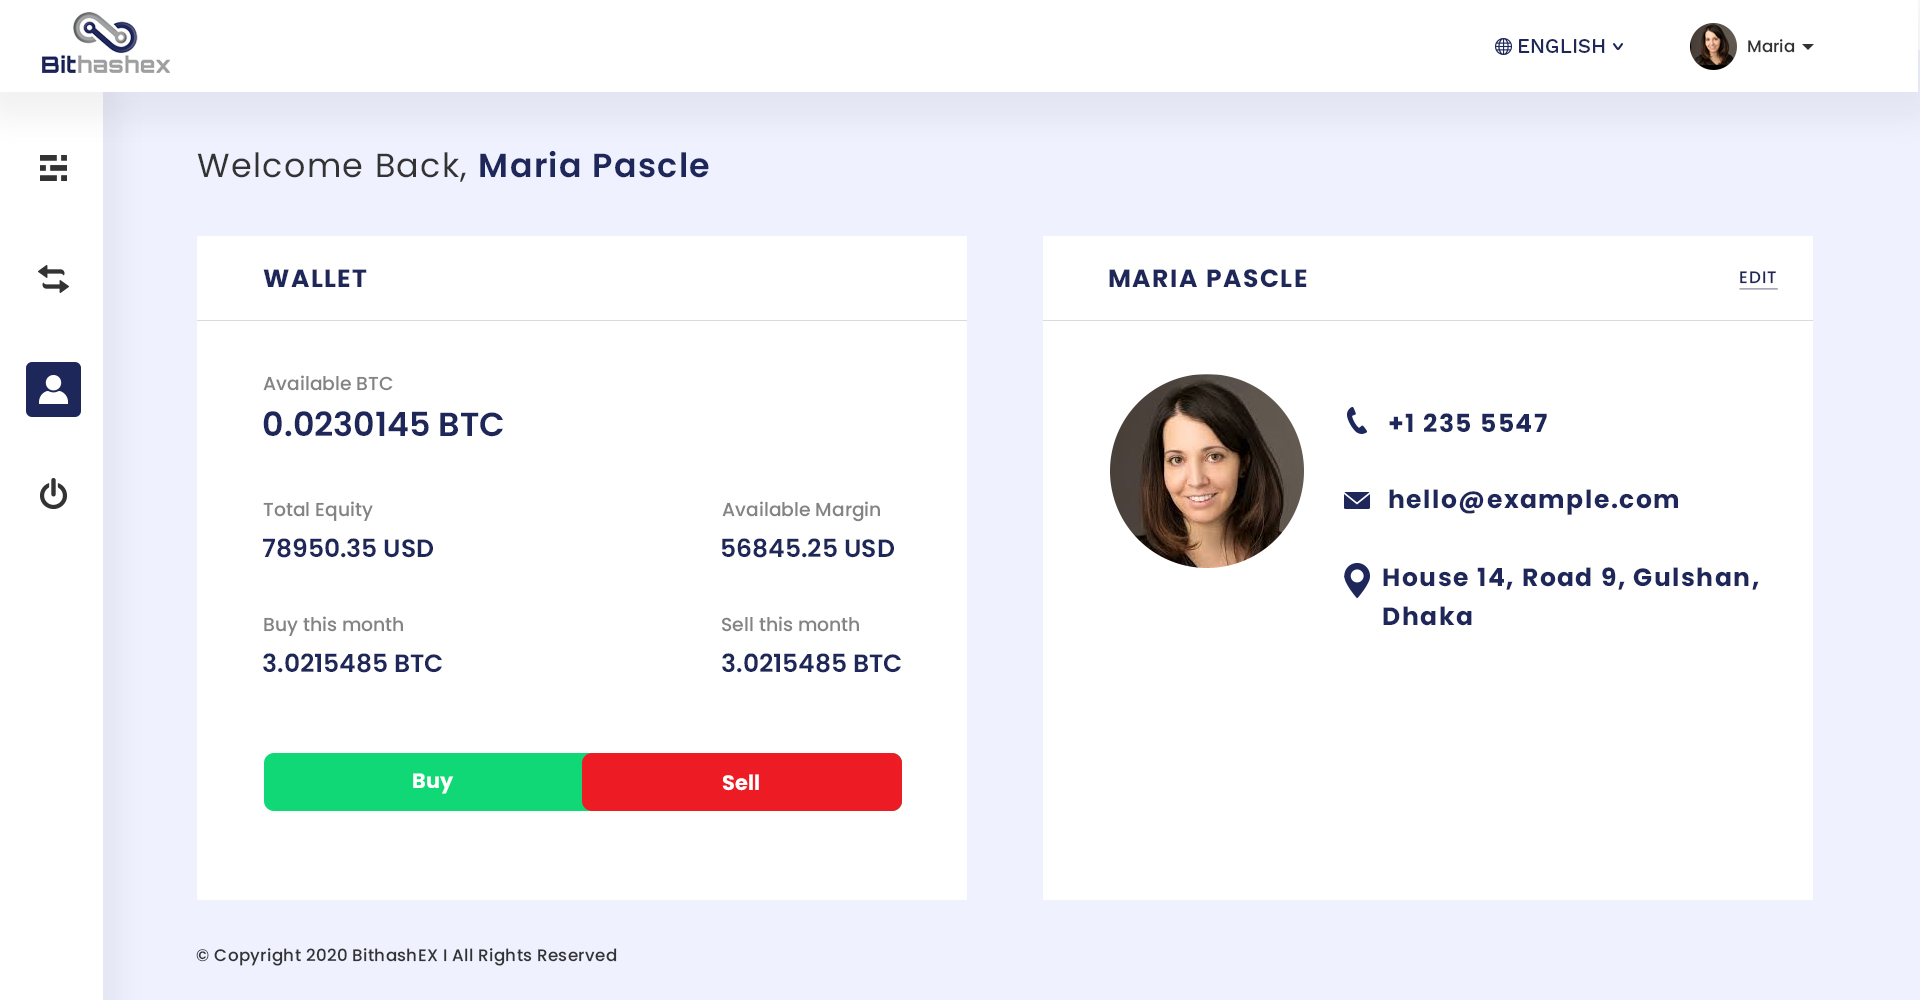 Bithashex
ENGLISH
Maria
Welcome Back, Maria Pascle
WALLET
Available BTC
0.0230145 BTC
Total Equity
78950.35 USD
Available Margin
56845.25 USD
Buy this month
3.0215485 BTC
Sell this month
3.0215485 BTC
Buy
Sell
MARIA PASCLE
EDIT
+1 235 5547
hello@example.com
House 14, Road 9, Gulshan,
Dhaka
© Copyright 2020 BithashEX I All Rights Reserved